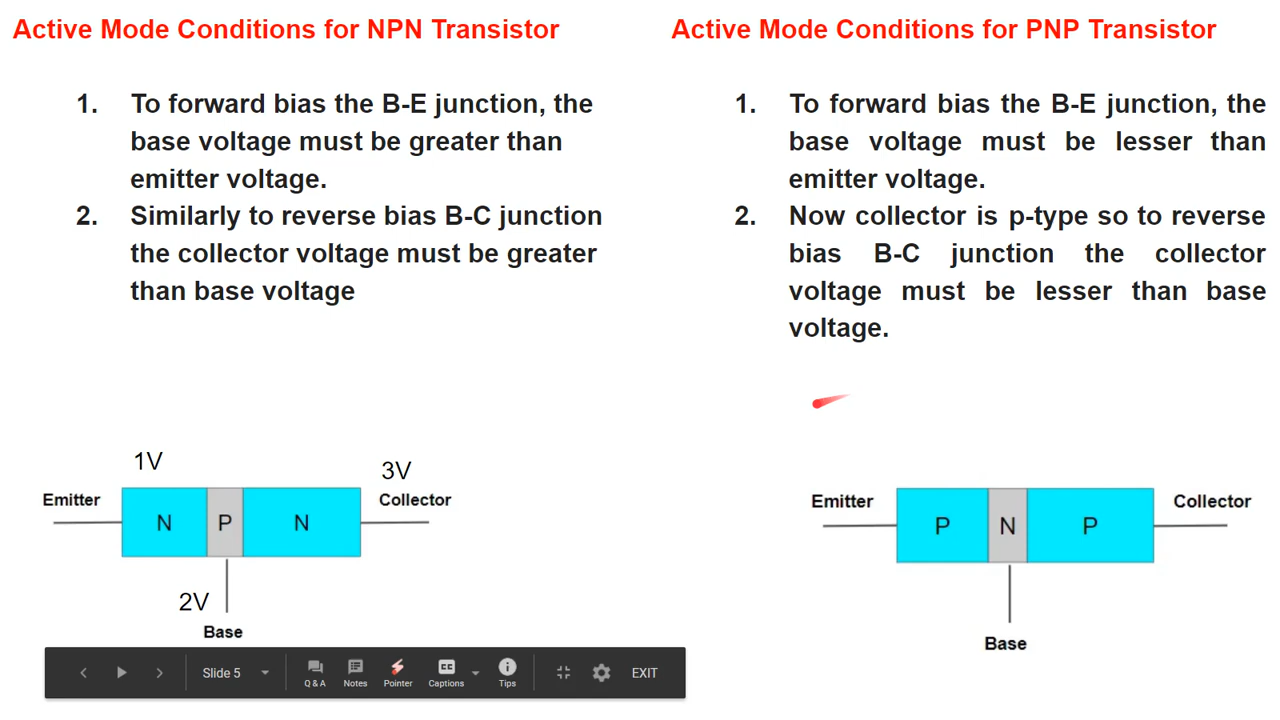 Active Mode Conditions for NPN Transistor
1. To forward bias the B-E junction, the
base voltage must be greater than
emitter voltage.
2. Similarly to reverse bias B-C junction
the collector voltage must be greater
than base voltage
Active Mode Conditions for PNP Transistor
1. To forward bias the B-E junction, the
base voltage must be lesser than
emitter voltage.
2. Now collector is p-type so to reverse
bias B-C junction the collector
voltage must be lesser than base
voltage.
1V
3V
Emitter
Collector
N P N
2V
Base
Emitter
Collector
P N P
Base
Slide 5
Q & A
Notes
Pointer
CC
Captions
Tips
EXIT